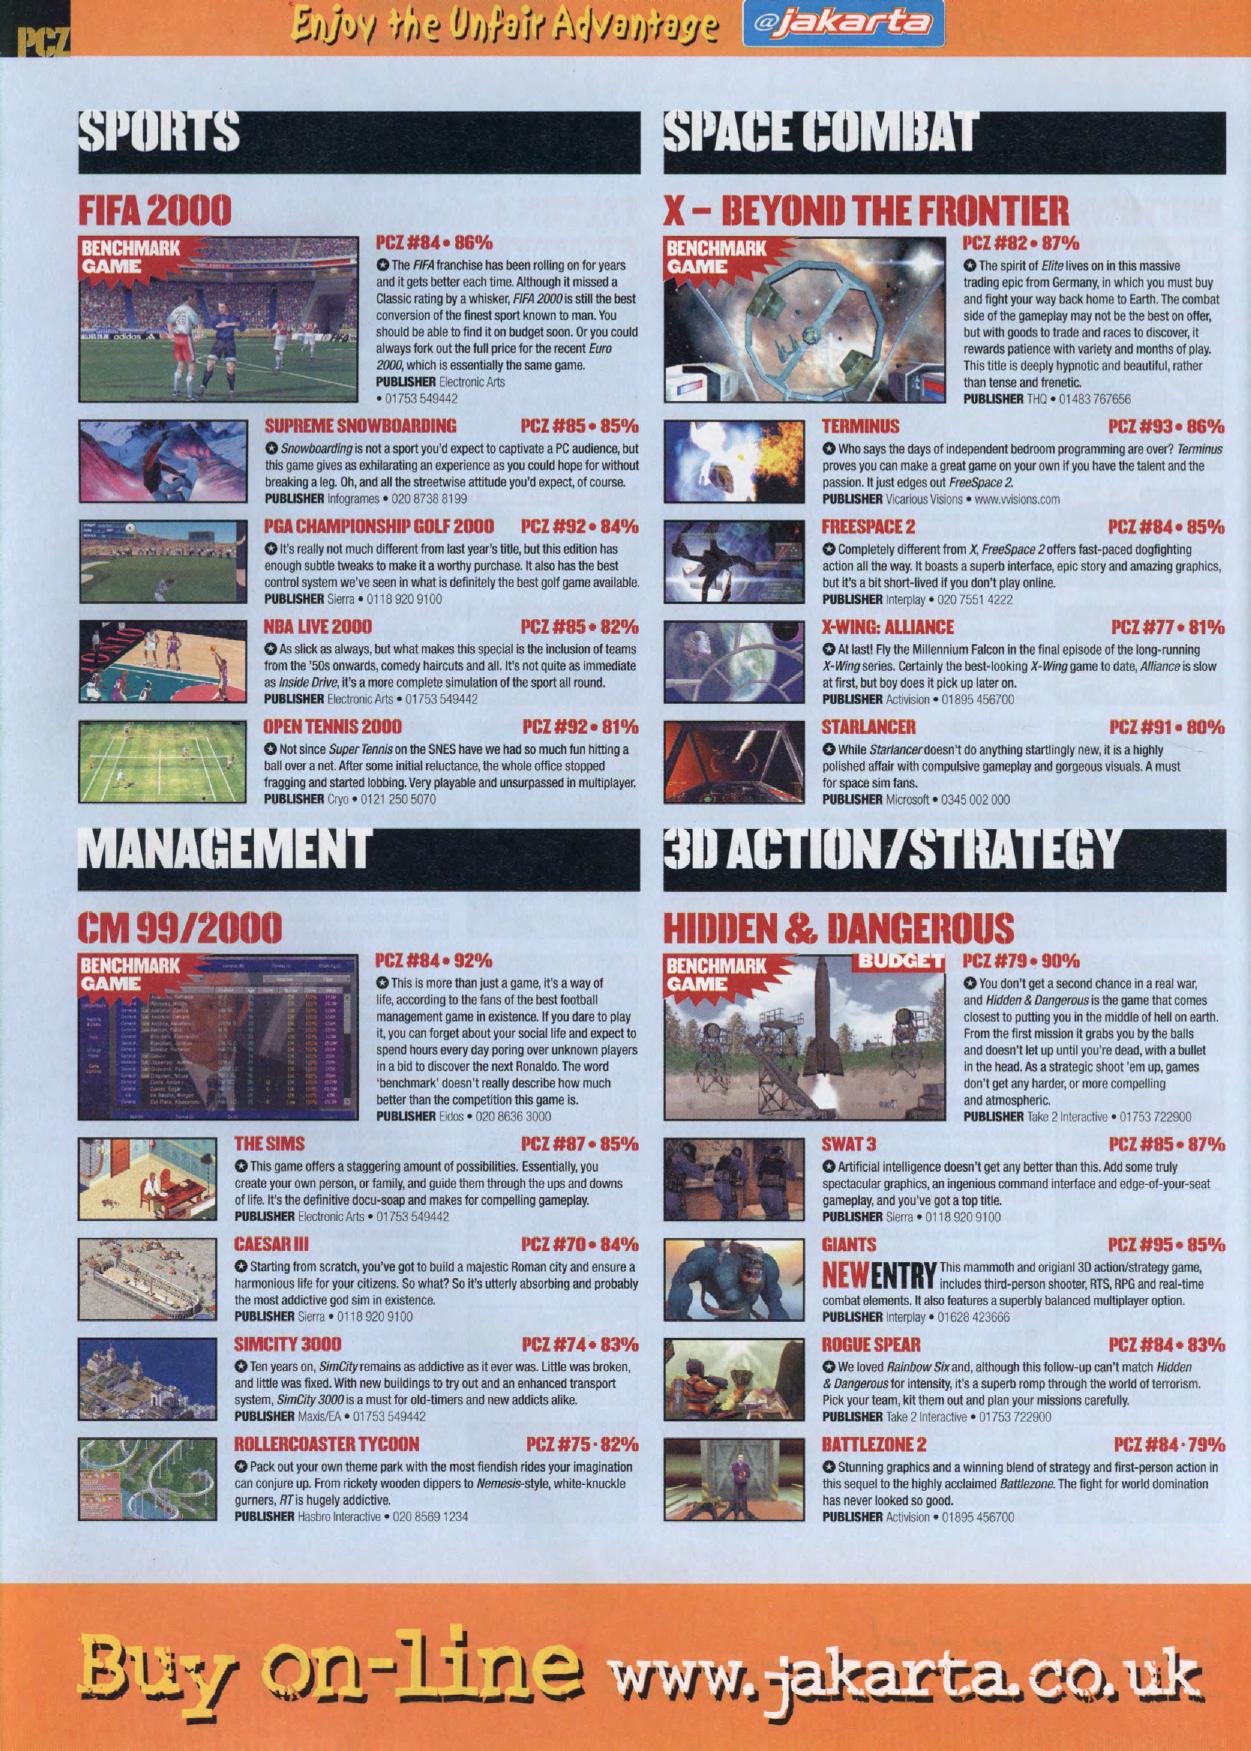 PCZ
Enjoy the Unfair Advantage
@jakarta
SPORTS
FIFA 2000
BENCHMARK
GAME
PCZ #84 • 86%
✪ The FIFA franchise has been rolling on for years
and it gets better each time. Although it missed a
Classic rating by a whisker, FIFA 2000 is still the best
conversion of the finest sport known to man. You
should be able to find it on budget soon. Or you could
always fork out the full price for the recent Euro
2000, which is essentially the same game.
PUBLISHER Electronic Arts
• 01753 549442
SUPREME SNOWBOARDING PCZ #85 • 85%
✪ Snowboarding is not a sport you'd expect to captivate a PC audience, but
this game gives as exhilarating an experience as you could hope for without
breaking a leg. Oh, and all the streetwise attitude you'd expect, of course.
PUBLISHER Infogrames • 020 8738 8199
PGA CHAMPIONSHIP GOLF 2000 PCZ #92 • 84%
✪ It's really not much different from last year's title, but this edition has
enough subtle tweaks to make it a worthy purchase. It also has the best
control system we've seen in what is definitely the best golf game available.
PUBLISHER Sierra • 0118 920 9100
NBA LIVE 2000 PCZ #85 • 82%
✪ As slick as always, but what makes this special is the inclusion of teams
from the '50s onwards, comedy haircuts and all. It's not quite as immediate
as Inside Drive, it's a more complete simulation of the sport all round.
PUBLISHER Electronic Arts • 01753 549442
OPEN TENNIS 2000 PCZ #92 • 81%
✪ Not since Super Tennis on the SNES have we had so much fun hitting a
ball over a net. After some initial reluctance, the whole office stopped
fragging and started lobbing. Very playable and unsurpassed in multiplayer.
PUBLISHER Cryo • 0121 250 5070
MANAGEMENT
CM 99/2000
BENCHMARK
GAME
PCZ #84 • 92%
✪ This is more than just a game, it's a way of
life, according to the fans of the best football
management game in existence. If you dare to play
it, you can forget about your social life and expect to
spend hours every day poring over unknown players
in a bid to discover the next Ronaldo. The word
'benchmark' doesn't really describe how much
better than the competition this game is.
PUBLISHER Eidos • 020 8636 3000
THE SIMS PCZ #87 • 85%
✪ This game offers a staggering amount of possibilities. Essentially, you
create your own person, or family, and guide them through the ups and downs
of life. It's the definitive docu-soap and makes for compelling gameplay.
PUBLISHER Electronic Arts • 01753 549442
CAESAR III PCZ #70 • 84%
✪ Starting from scratch, you've got to build a majestic Roman city and ensure a
harmonious life for your citizens. So what? So it's utterly absorbing and probably
the most addictive god sim in existence.
PUBLISHER Sierra • 0118 920 9100
SIMCITY 3000 PCZ #74 • 83%
✪ Ten years on, SimCity remains as addictive as it ever was. Little was broken,
and little was fixed. With new buildings to try out and an enhanced transport
system, SimCity 3000 is a must for old-timers and new addicts alike.
PUBLISHER Maxis/EA • 01753 549442
ROLLERCOASTER TYCOON PCZ #75 · 82%
✪ Pack out your own theme park with the most fiendish rides your imagination
can conjure up. From rickety wooden dippers to Nemesis-style, white-knuckle
gurners, RT is hugely addictive.
PUBLISHER Hasbro Interactive • 020 8569 1234
SPACE COMBAT
X – BEYOND THE FRONTIER
BENCHMARK
GAME
PCZ #82 • 87%
✪ The spirit of Elite lives on in this massive
trading epic from Germany, in which you must buy
and fight your way back home to Earth. The combat
side of the gameplay may not be the best on offer,
but with goods to trade and races to discover, it
rewards patience with variety and months of play.
This title is deeply hypnotic and beautiful, rather
than tense and frenetic.
PUBLISHER THQ • 01483 767656
TERMINUS PCZ #93 • 86%
✪ Who says the days of independent bedroom programming are over? Terminus
proves you can make a great game on your own if you have the talent and the
passion. It just edges out FreeSpace 2.
PUBLISHER Vicarious Visions • www.vvisions.com
FREESPACE 2 PCZ #84 • 85%
✪ Completely different from X, FreeSpace 2 offers fast-paced dogfighting
action all the way. It boasts a superb interface, epic story and amazing graphics,
but it's a bit short-lived if you don't play online.
PUBLISHER Interplay • 020 7551 4222
X-WING: ALLIANCE PCZ #77 • 81%
✪ At last! Fly the Millennium Falcon in the final episode of the long-running
X-Wing series. Certainly the best-looking X-Wing game to date, Alliance is slow
at first, but boy does it pick up later on.
PUBLISHER Activision • 01895 456700
STARLANCER PCZ #91 • 80%
✪ While Starlancer doesn't do anything startlingly new, it is a highly
polished affair with compulsive gameplay and gorgeous visuals. A must
for space sim fans.
PUBLISHER Microsoft • 0345 002 000
3D ACTION/STRATEGY
HIDDEN & DANGEROUS
BENCHMARK
GAME
BUDGET
PCZ #79 • 90%
✪ You don't get a second chance in a real war,
and Hidden & Dangerous is the game that comes
closest to putting you in the middle of hell on earth.
From the first mission it grabs you by the balls
and doesn't let up until you're dead, with a bullet
in the head. As a strategic shoot 'em up, games
don't get any harder, or more compelling
and atmospheric.
PUBLISHER Take 2 Interactive • 01753 722900
SWAT 3 PCZ #85 • 87%
✪ Artificial intelligence doesn't get any better than this. Add some truly
spectacular graphics, an ingenious command interface and edge-of-your-seat
gameplay, and you've got a top title.
PUBLISHER Sierra • 0118 920 9100
GIANTS PCZ #95 • 85%
NEW ENTRY This mammoth and origianl 3D action/strategy game,
includes third-person shooter, RTS, RPG and real-time
combat elements. It also features a superbly balanced multiplayer option.
PUBLISHER Interplay • 01628 423666
ROGUE SPEAR PCZ #84 • 83%
✪ We loved Rainbow Six and, although this follow-up can't match Hidden
& Dangerous for intensity, it's a superb romp through the world of terrorism.
Pick your team, kit them out and plan your missions carefully.
PUBLISHER Take 2 Interactive • 01753 722900
BATTLEZONE 2 PCZ #84 · 79%
✪ Stunning graphics and a winning blend of strategy and first-person action in
this sequel to the highly acclaimed Battlezone. The fight for world domination
has never looked so good.
PUBLISHER Activision • 01895 456700
Buy on-line www.jakarta.co.uk